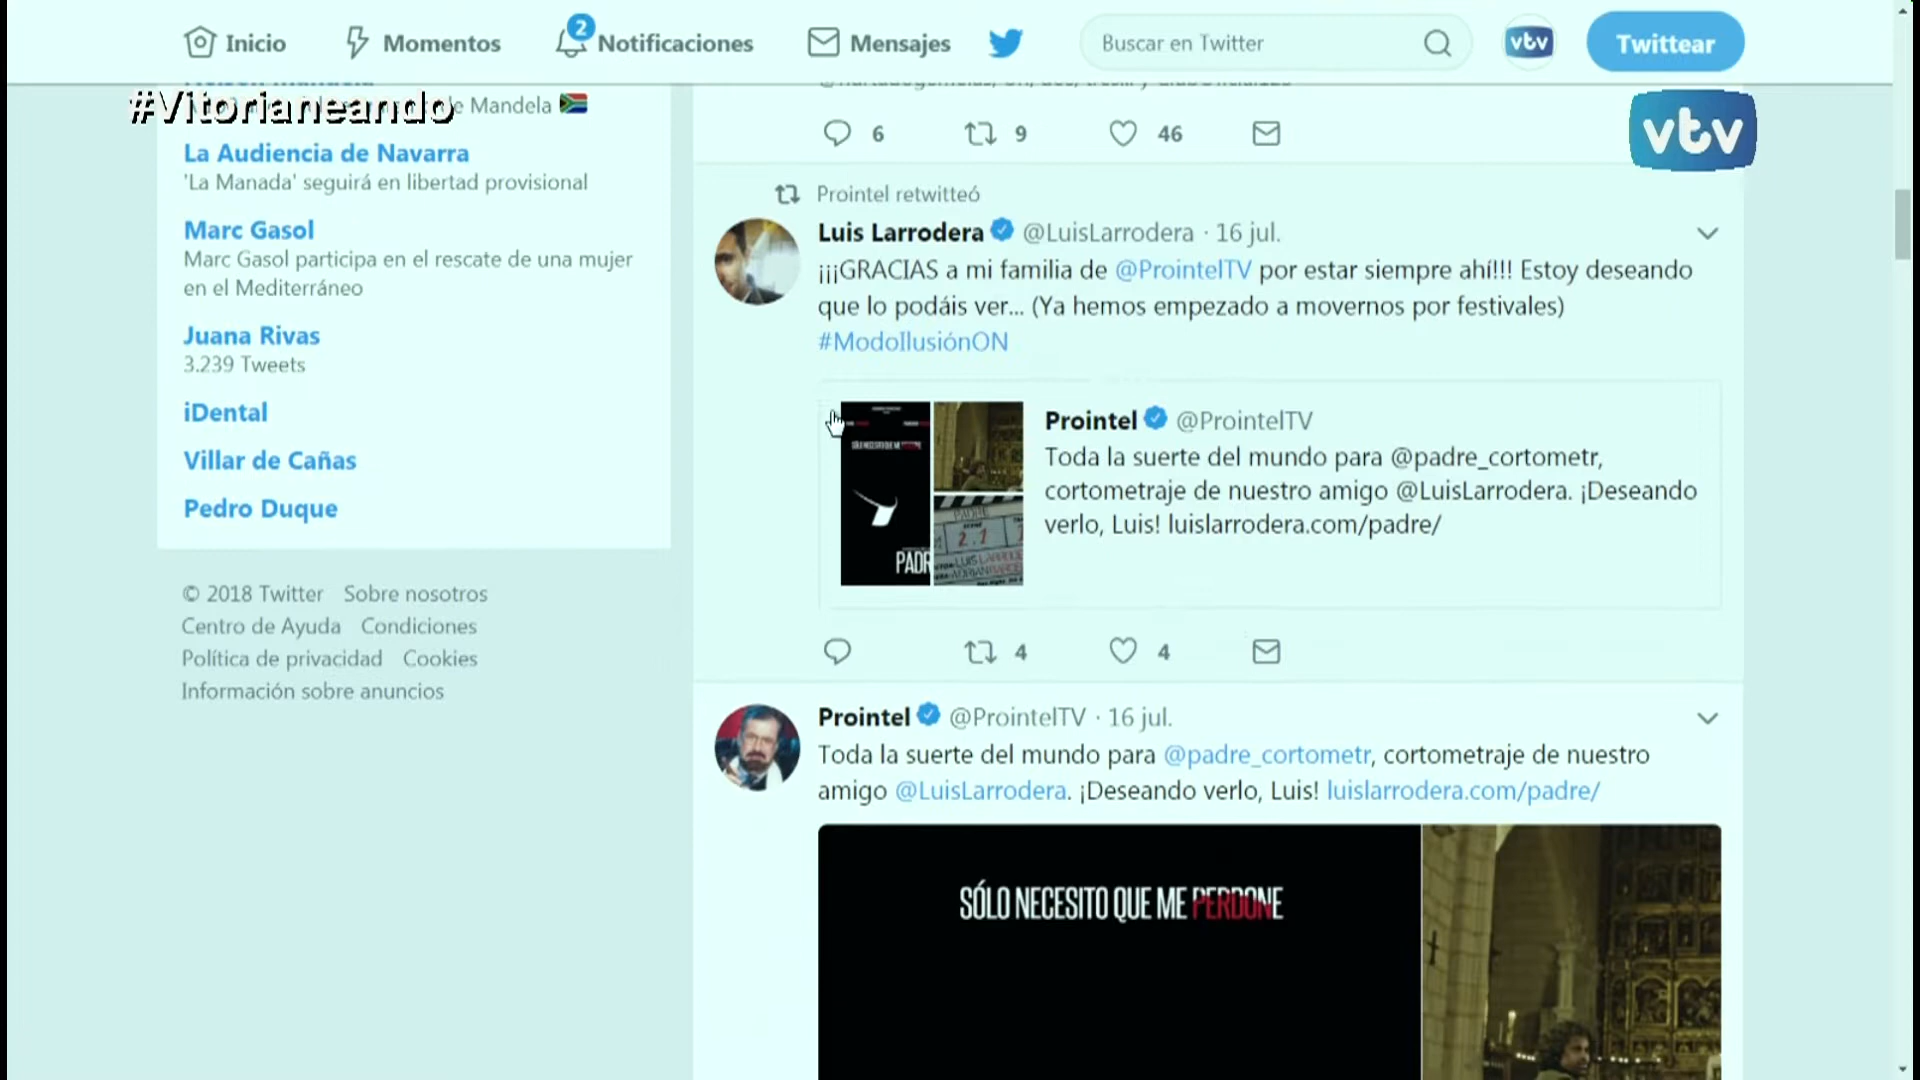 Inicio
Momentos
2
Notificaciones
Mensajes
Buscar en Twitter
vtv
Twittear
#Vitorianeando
de Mandela
vtv
La Audiencia de Navarra
'La Manada' seguirá en libertad provisional
Marc Gasol
Marc Gasol participa en el rescate de una mujer
en el Mediterráneo
Juana Rivas
3.239 Tweets
iDental
Villar de Cañas
Pedro Duque
© 2018 Twitter Sobre nosotros
Centro de Ayuda Condiciones
Política de privacidad Cookies
Información sobre anuncios
6 9 46
Prointel retwitteó
Luis Larrodera @LuisLarrodera · 16 jul.
¡¡¡GRACIAS a mi familia de @ProintelTV por estar siempre ahí!!! Estoy deseando
que lo podáis ver... (Ya hemos empezado a movernos por festivales)
#ModoIlusiónON
SÓLO NECESITO QUE ME
PADR
PADRE
2.1
Prointel @ProintelTV
Toda la suerte del mundo para @padre_cortometr,
cortometraje de nuestro amigo @LuisLarrodera. ¡Deseando
verlo, Luis! luislarrodera.com/padre/
4 4
Prointel @ProintelTV · 16 jul.
Toda la suerte del mundo para @padre_cortometr, cortometraje de nuestro
amigo @LuisLarrodera. ¡Deseando verlo, Luis! luislarrodera.com/padre/
SÓLO NECESITO QUE ME PERDONE